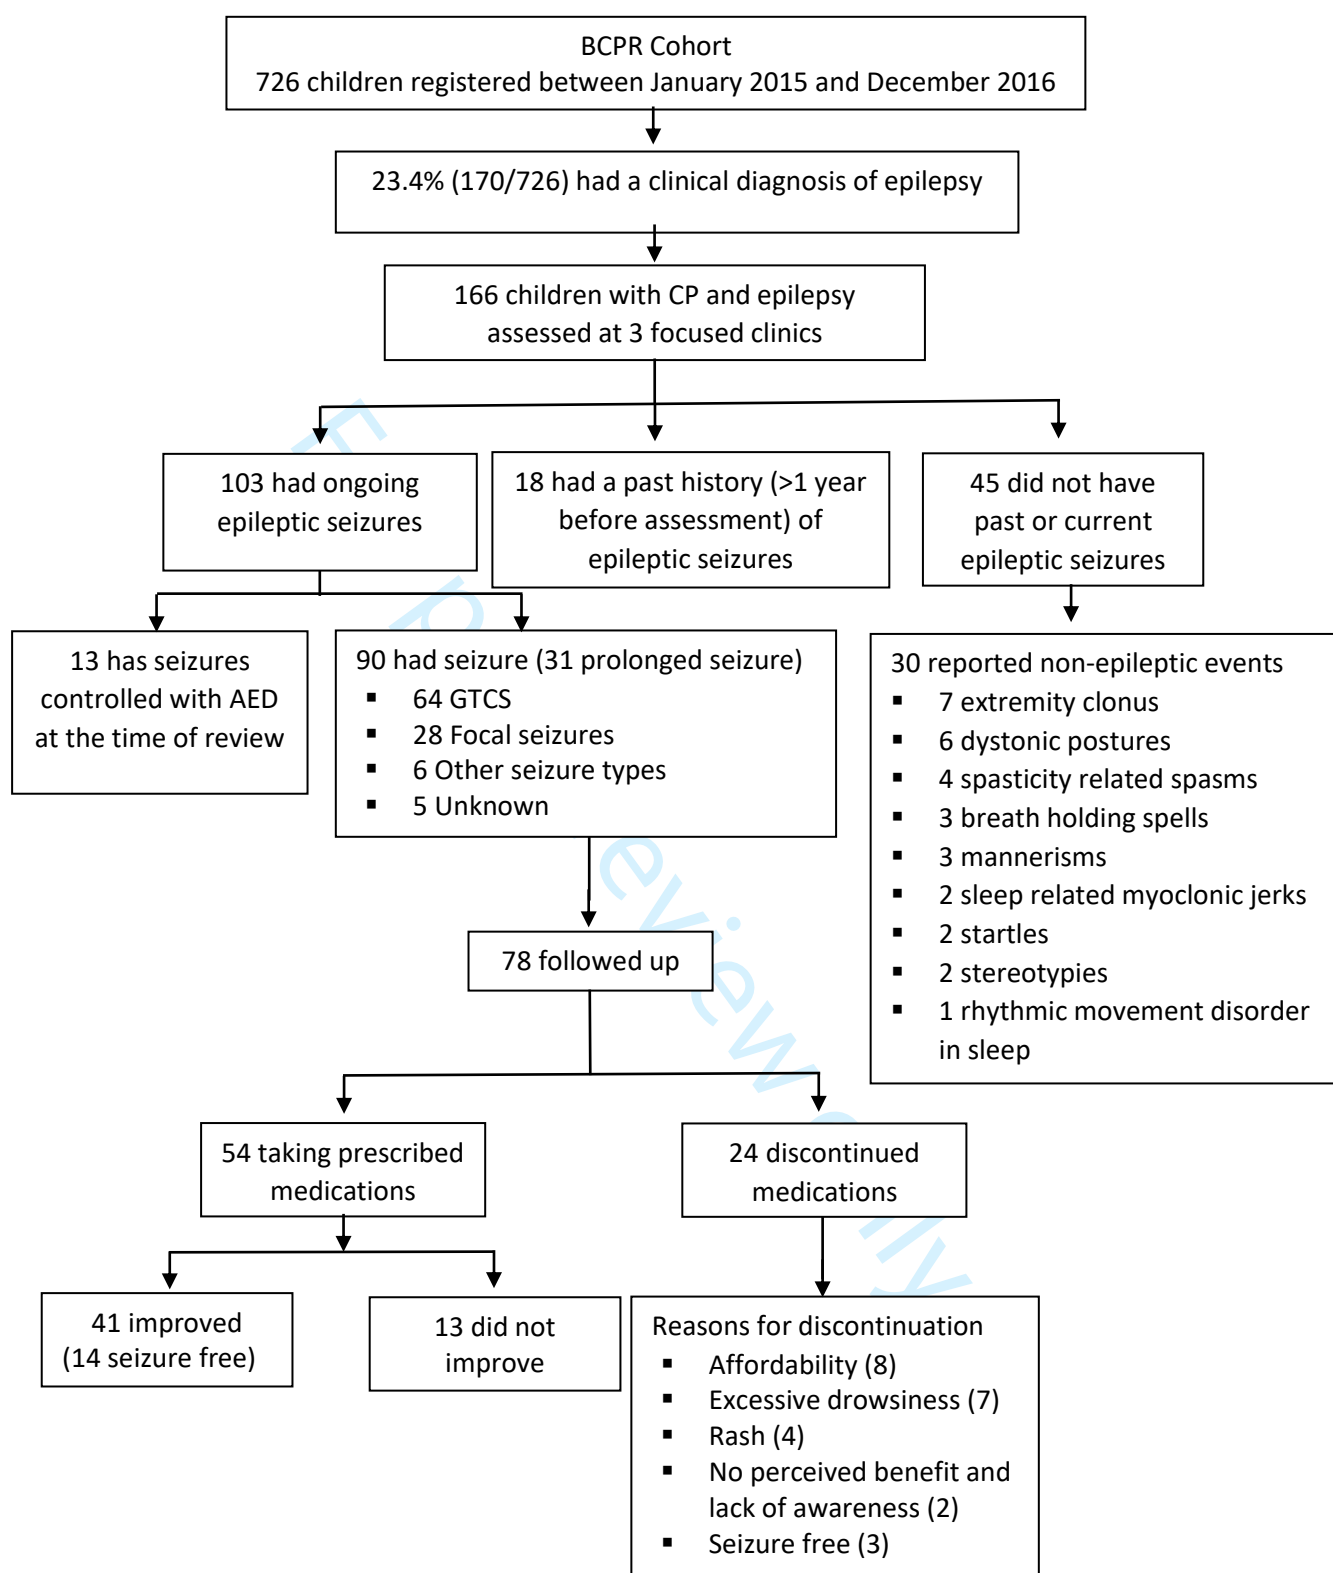 BCPR Cohort
726 children registered between January 2015 and December 2016
23.4% (170/726) had a clinical diagnosis of epilepsy
166 children with CP and epilepsy
assessed at 3 focused clinics
103 had ongoing
epileptic seizures
18 had a past history (>1 year
before assessment) of
epileptic seizures
45 did not have
past or current
epileptic seizures
13 has seizures
controlled with AED
at the time of review
90 had seizure (31 prolonged seizure)
▪ 64 GTCS
▪ 28 Focal seizures
▪ 6 Other seizure types
▪ 5 Unknown
30 reported non-epileptic events
▪ 7 extremity clonus
▪ 6 dystonic postures
▪ 4 spasticity related spasms
▪ 3 breath holding spells
▪ 3 mannerisms
▪ 2 sleep related myoclonic jerks
▪ 2 startles
▪ 2 stereotypies
▪ 1 rhythmic movement disorder
in sleep
78 followed up
54 taking prescribed
medications
24 discontinued
medications
41 improved
(14 seizure free)
13 did not
improve
Reasons for discontinuation
▪ Affordability (8)
▪ Excessive drowsiness (7)
▪ Rash (4)
▪ No perceived benefit and
lack of awareness (2)
▪ Seizure free (3)